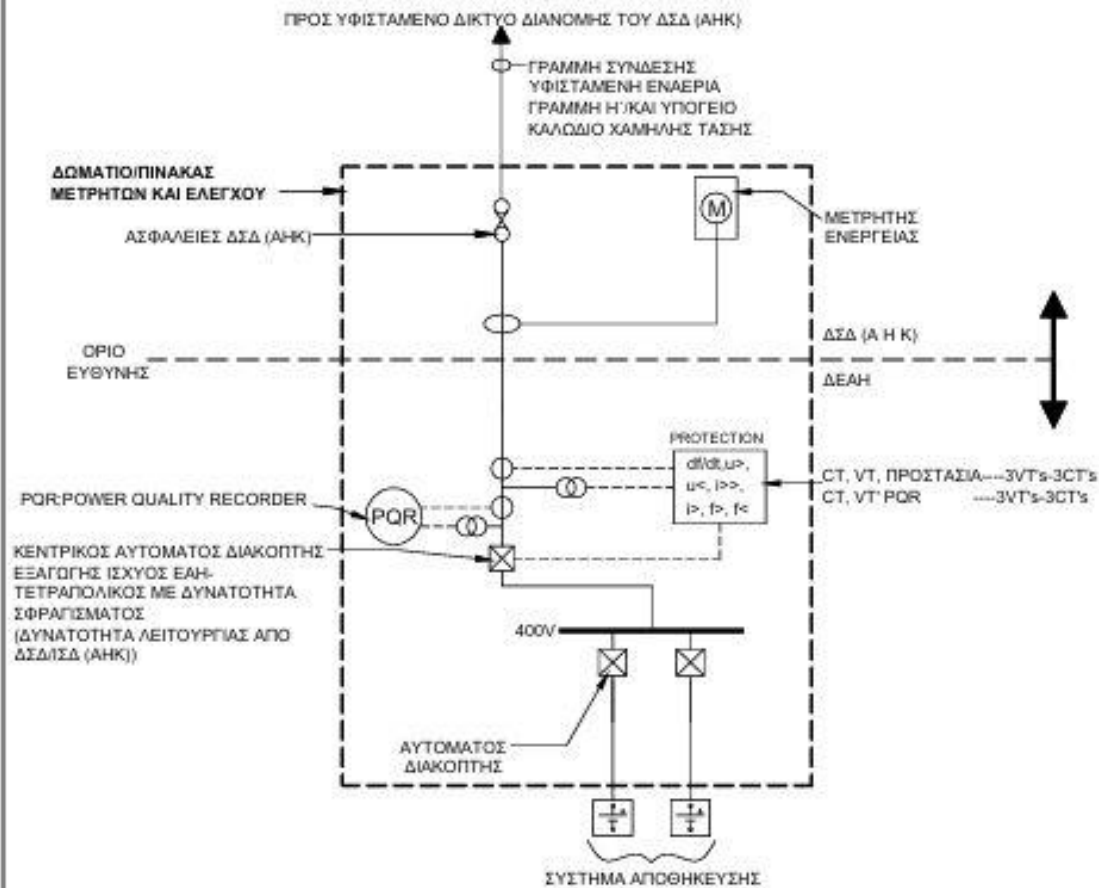 ΠΡΟΣ ΥΦΙΣΤΑΜΕΝΟ ΔΙΚΤΥΟ ΔΙΑΝΟΜΗΣ ΤΟΥ ΔΣΔ (ΑΗΚ)
ΓΡΑΜΜΗ ΣΥΝΔΕΣΗΣ
ΥΦΙΣΤΑΜΕΝΗ ΕΝΑΕΡΙΑ
ΓΡΑΜΜΗ Η΄/ΚΑΙ ΥΠΟΓΕΙΟ
ΚΑΛΩΔΙΟ ΧΑΜΗΛΗΣ ΤΑΣΗΣ
ΔΩΜΑΤΙΟ/ΠΙΝΑΚΑΣ
ΜΕΤΡΗΤΩΝ ΚΑΙ ΕΛΕΓΧΟΥ
M
ΜΕΤΡΗΤΗΣ
ΕΝΕΡΓΕΙΑΣ
ΑΣΦΑΛΕΙΕΣ ΔΣΔ (ΑΗΚ)
ΔΣΔ (Α Η Κ)
ΟΡΙΟ
ΕΥΘΥΝΗΣ
ΔΕΑΗ
PROTECTION
df/dt,u>,
u<, i>>,
i>, f>, f<
CT, VT, ΠΡΟΣΤΑΣΙΑ----3VT's-3CT's
CT, VT' PQR ----3VT's-3CT's
PQR:POWER QUALITY RECORDER
PQR
ΚΕΝΤΡΙΚΟΣ ΑΥΤΟΜΑΤΟΣ ΔΙΑΚΟΠΤΗΣ
ΕΞΑΓΩΓΗΣ ΙΣΧΥΟΣ ΕΑΗ-
ΤΕΤΡΑΠΟΛΙΚΟΣ ΜΕ ΔΥΝΑΤΟΤΗΤΑ
ΣΦΡΑΓΙΣΜΑΤΟΣ
(ΔΥΝΑΤΟΤΗΤΑ ΛΕΙΤΟΥΡΓΙΑΣ ΑΠΟ
ΔΣΔ/ΙΣΔ (ΑΗΚ))
400V
ΑΥΤΟΜΑΤΟΣ
ΔΙΑΚΟΠΤΗΣ
ΣΥΣΤΗΜΑ ΑΠΟΘΗΚΕΥΣΗΣ